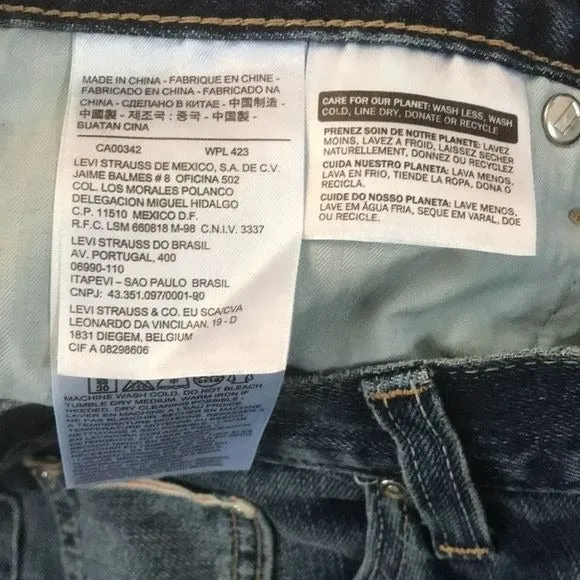 MADE IN CHINA - FABRIQUE EN CHINE -
FABRICADO EN CHINA - FABRICADO NA
CHINA - СДЕЛАНО В КИТАЕ - 中国制造 -
中國製 - 제조국 : 중국 - 中国製 -
BUATAN CINA
CA00342 WPL 423
LEVI STRAUSS DE MEXICO, S.A. DE C.V.
JAIME BALMES # 8 OFICINA 502
COL. LOS MORALES POLANCO
DELEGACION MIGUEL HIDALGO
C.P. 11510 MEXICO D.F.
R.F.C. LSM 660818 M-98 C.N.I.V. 3337
LEVI STRAUSS DO BRASIL
AV. PORTUGAL, 400
06990-110
ITAPEVI – SAO PAULO BRASIL
CNPJ: 43.351.097/0001-90
LEVI STRAUSS & CO. EU SCA/CVA
LEONARDO DA VINCILAAN. 19 - D
1831 DIEGEM, BELGIUM
CIF A 08298606
MACHINE WASH COLD. DO NOT BLEACH.
TUMBLE DRY MEDIUM. WARM IRON IF
NEEDED. DRY CLEANING POSSIBLE.
LAVER EN MACHINE
CARE FOR OUR PLANET: WASH LESS, WASH
COLD, LINE DRY, DONATE OR RECYCLE
PRENEZ SOIN DE NOTRE PLANETE: LAVEZ
MOINS, LAVEZ A FROID, LAISSEZ SECHER
NATURELLEMENT, DONNEZ OU RECYCLEZ
CUIDA NUESTRO PLANETA: LAVA MENOS,
LAVA EN FRIO, TIENDE LA ROPA, DONA O
RECICLA.
CUIDE DO NOSSO PLANETA: LAVE MENOS,
LAVE EM ÁGUA FRIA, SEQUE EM VARAL, DOE
OU RECICLE.